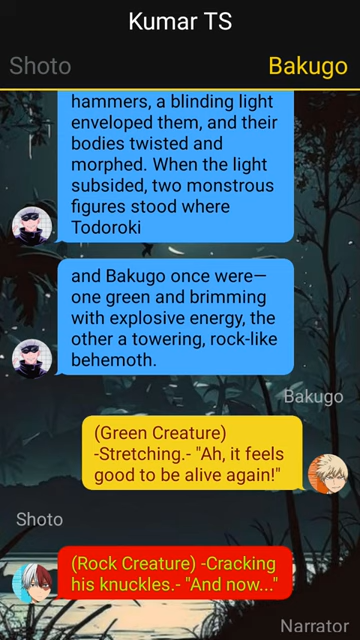 Kumar TS
Shoto
Bakugo
hammers, a blinding light
enveloped them, and their
bodies twisted and
morphed. When the light
subsided, two monstrous
figures stood where
Todoroki
and Bakugo once were—
one green and brimming
with explosive energy, the
other a towering, rock-like
behemoth.
Bakugo
(Green Creature)
-Stretching.- "Ah, it feels
good to be alive again!"
Shoto
(Rock Creature) -Cracking
his knuckles.- "And now..."
Narrator